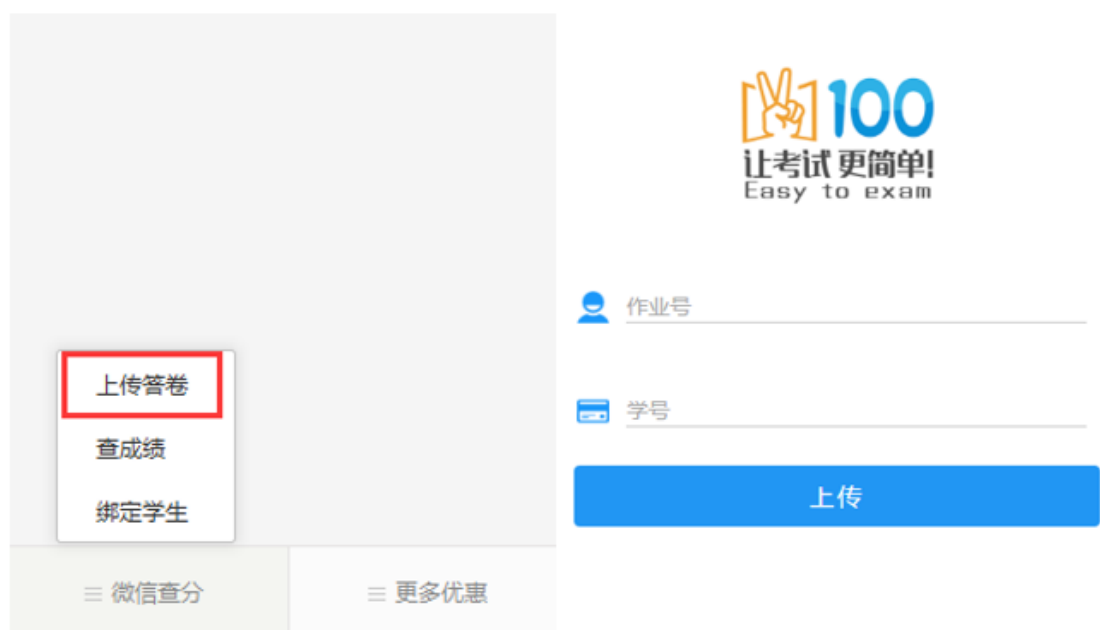 上传答卷
查成绩
绑定学生
微信查分
更多优惠
100
让考试 更简单!
Easy to exam
作业号
学号
上传